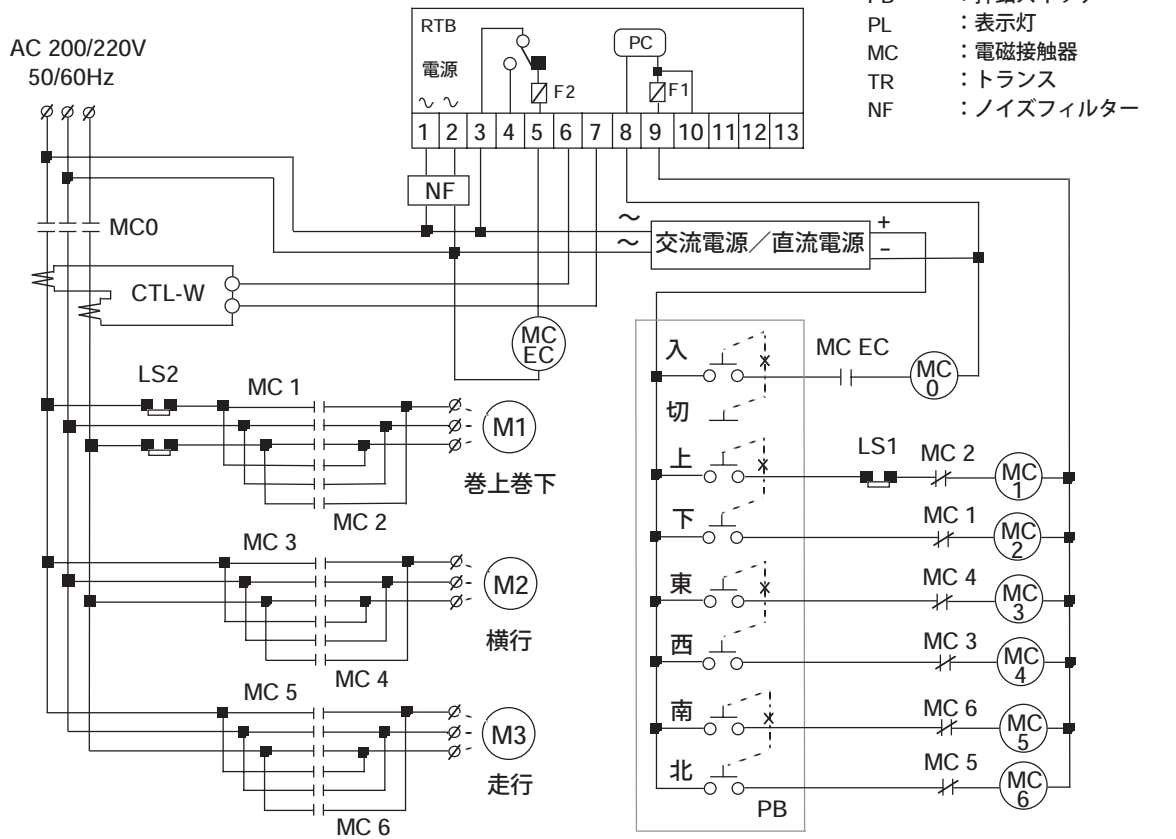 PL ：表示灯
MC ：電磁接触器
TR ：トランス
NF ：ノイズフィルター
AC 200/220V
50/60Hz
RTB
電源
PC
F2
F1
1 2 3 4 5 6 7 8 9 10 11 12 13
NF
MC0
交流電源／直流電源
+
-
CTL-W
MC
EC
入
MC EC
MC
0
切
LS2
MC 1
M1
巻上巻下
MC 2
上
LS1
MC 2
MC
1
下
MC 1
MC
2
MC 3
M2
横行
MC 4
東
MC 4
MC
3
西
MC 3
MC
4
MC 5
M3
走行
MC 6
南
MC 6
MC
5
北
MC 5
MC
6
PB